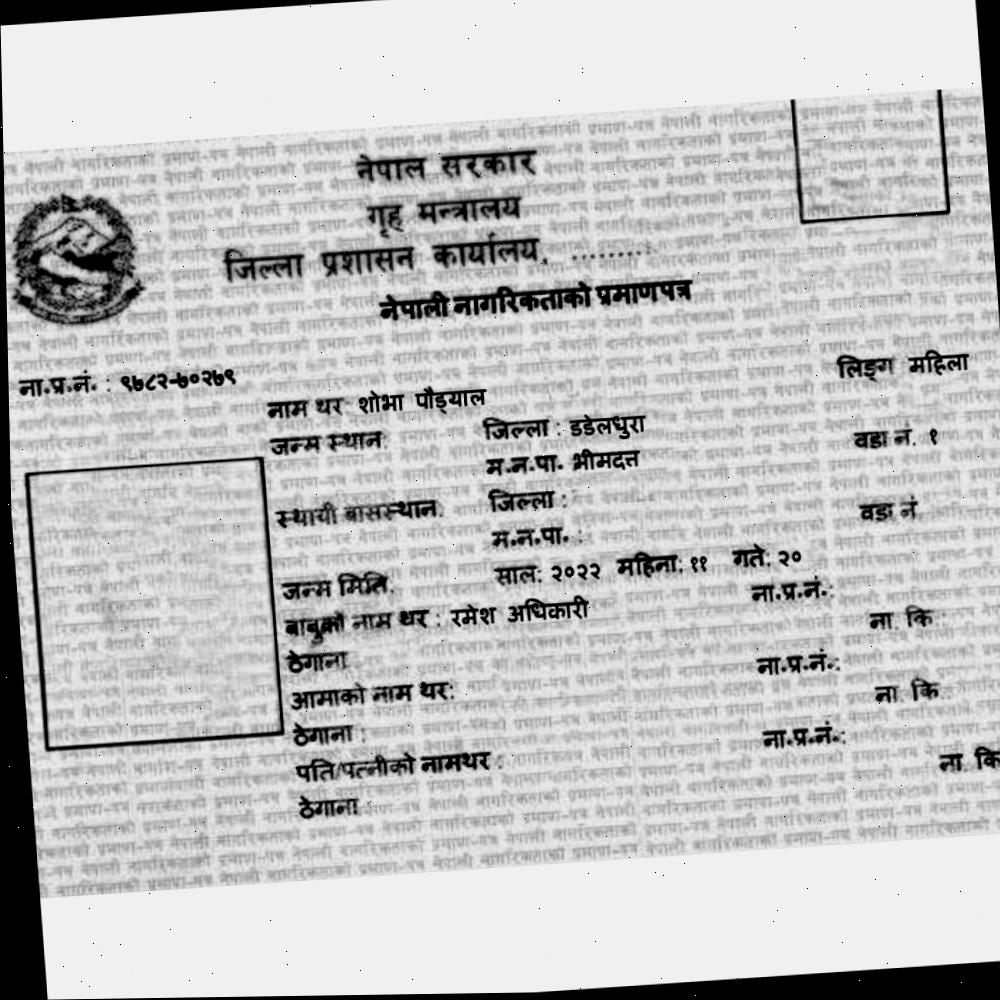 नेपाल सरकार
गृह मन्त्रालय
जिल्ला प्रशासन कार्यालय, .........
नेपाली नागरिकताको प्रमाणपत्र
ना.प्र.नं. : ९७८२-७०२७९
लिङ्ग महिला
नाम थर शोभा पौड्याल
जन्म स्थान: जिल्ला : डडेलधुरा
वडा नं. १
म.न.पा. भीमदत्त
स्थायी बासस्थान: जिल्ला :
वडा नं
म.न.पा. :
जन्म मिति: साल: २०२२ महिना: ११ गते: २०
बाबुको नाम थर : रमेश अधिकारी
ना.प्र.नं.:
ठेगाना
ना. कि :
आमाको नाम थर:
ना.प्र.नं.:
ठेगाना :
ना. कि
पति/पत्नीको नामथर :
ना.प्र.नं.:
ठेगाना :
ना. कि